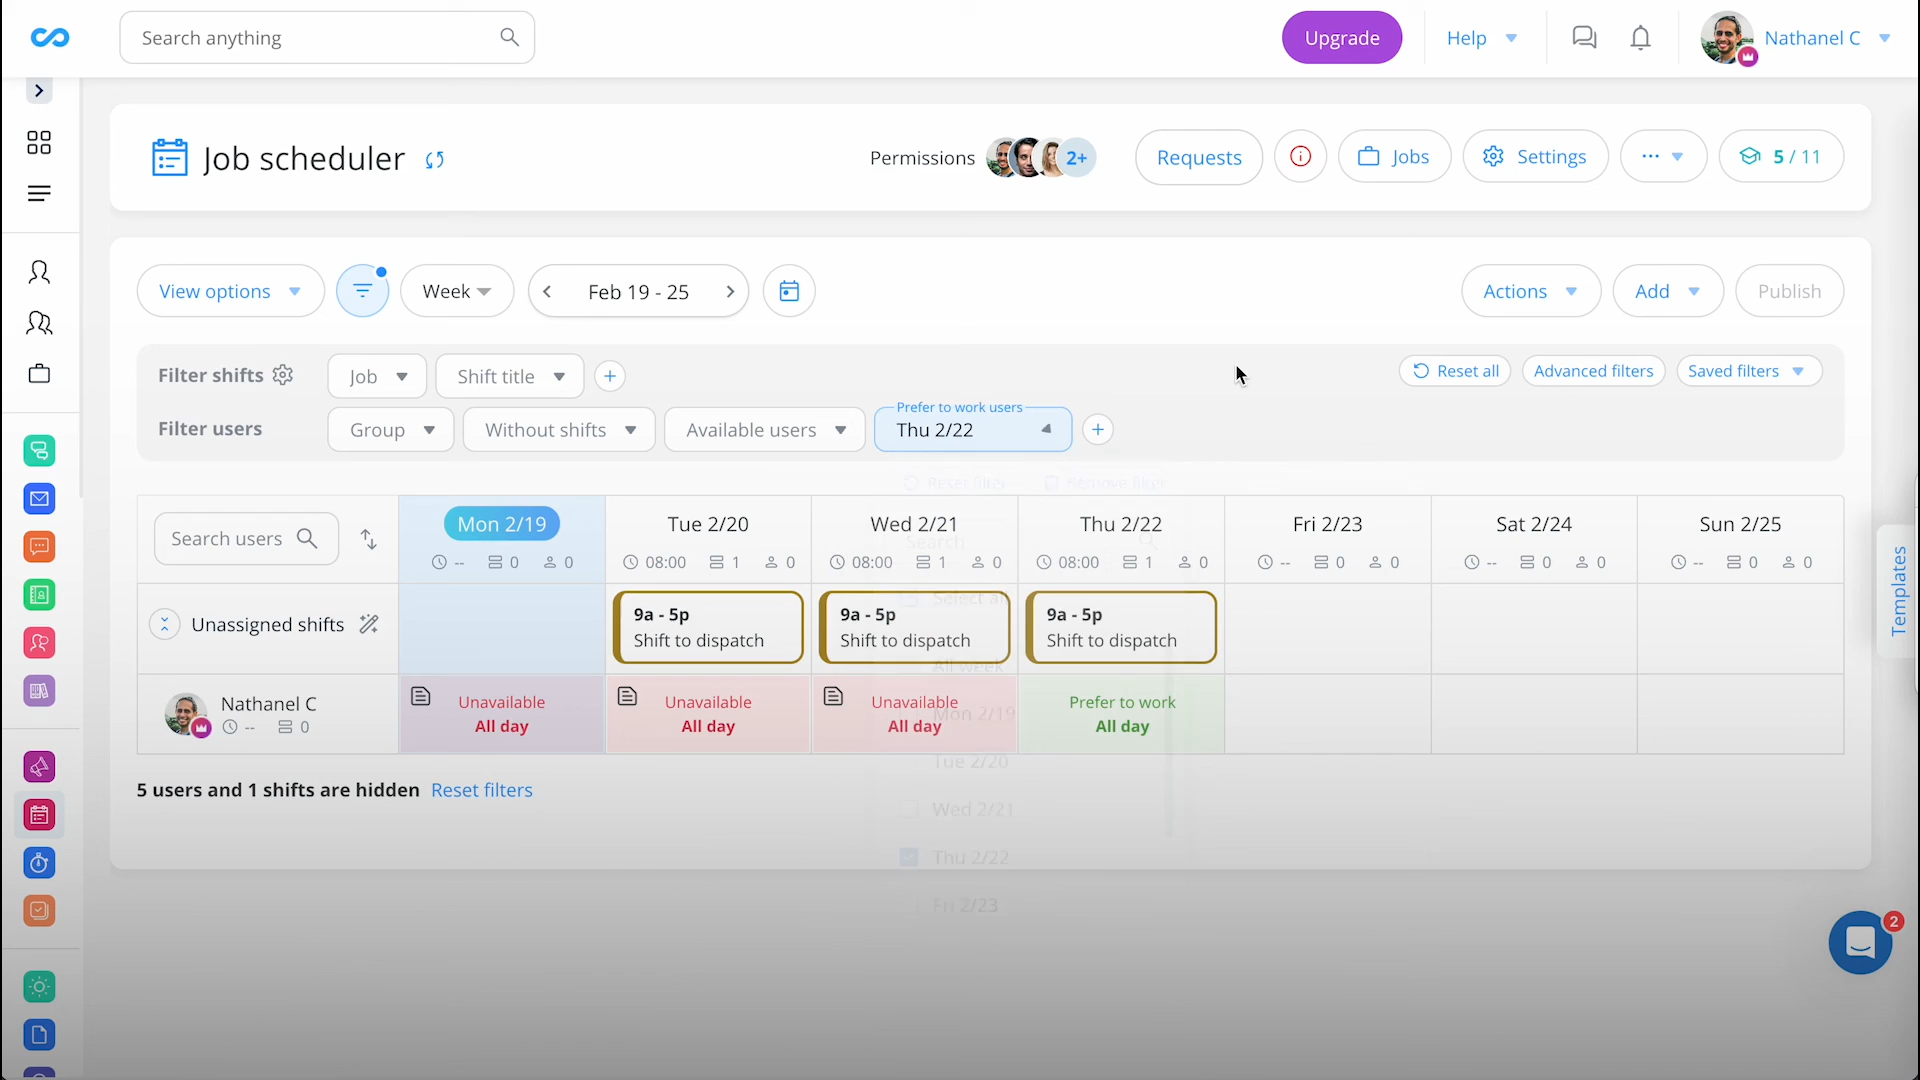 Search anything
Upgrade
Help
Nathanel C
Job scheduler
Permissions
2+
Requests
Jobs
Settings
5 / 11
View options
Week
Feb 19 - 25
Actions
Add
Publish
Filter shifts
Job
Shift title
Reset all
Advanced filters
Saved filters
Filter users
Group
Without shifts
Available users
Prefer to work users
Thu 2/22
Reset filter
Remove filter
Search users
Mon 2/19
Tue 2/20
Wed 2/21
Thu 2/22
Fri 2/23
Sat 2/24
Sun 2/25
Search
-- 0 0
08:00 1 0
08:00 1 0
08:00 1 0
-- 0 0
-- 0 0
-- 0 0
Select all
Unassigned shifts
9a - 5p
Shift to dispatch
9a - 5p
Shift to dispatch
9a - 5p
Shift to dispatch
All week
Nathanel C
-- 0
Unavailable
All day
Unavailable
All day
Unavailable
All day
Prefer to work
All day
Mon 2/19
Tue 2/20
Wed 2/21
Thu 2/22
Fri 2/23
5 users and 1 shifts are hidden Reset filters
Templates
2